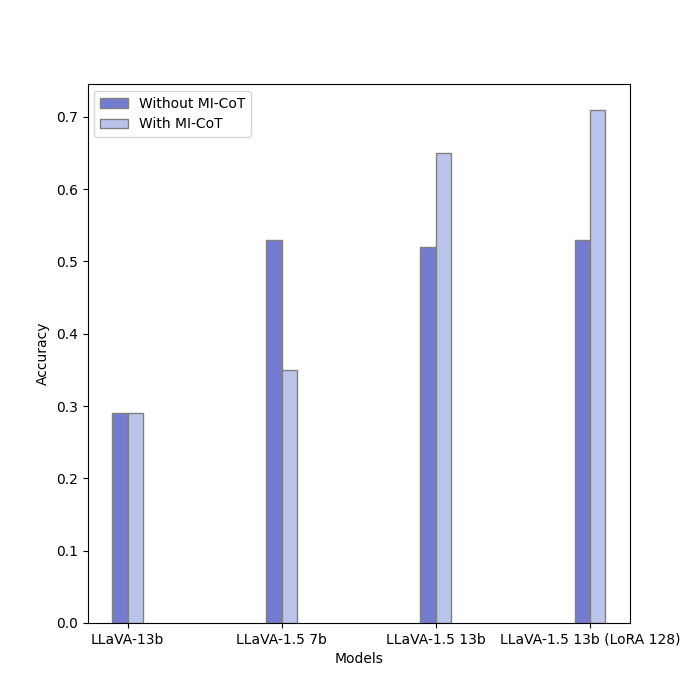 Without MI-CoT
With MI-CoT
0.7
0.6
0.5
0.4
0.3
0.2
0.1
0.0
Accuracy
LLaVA-13b
LLaVA-1.5 7b
LLaVA-1.5 13b
LLaVA-1.5 13b (LoRA 128)
Models